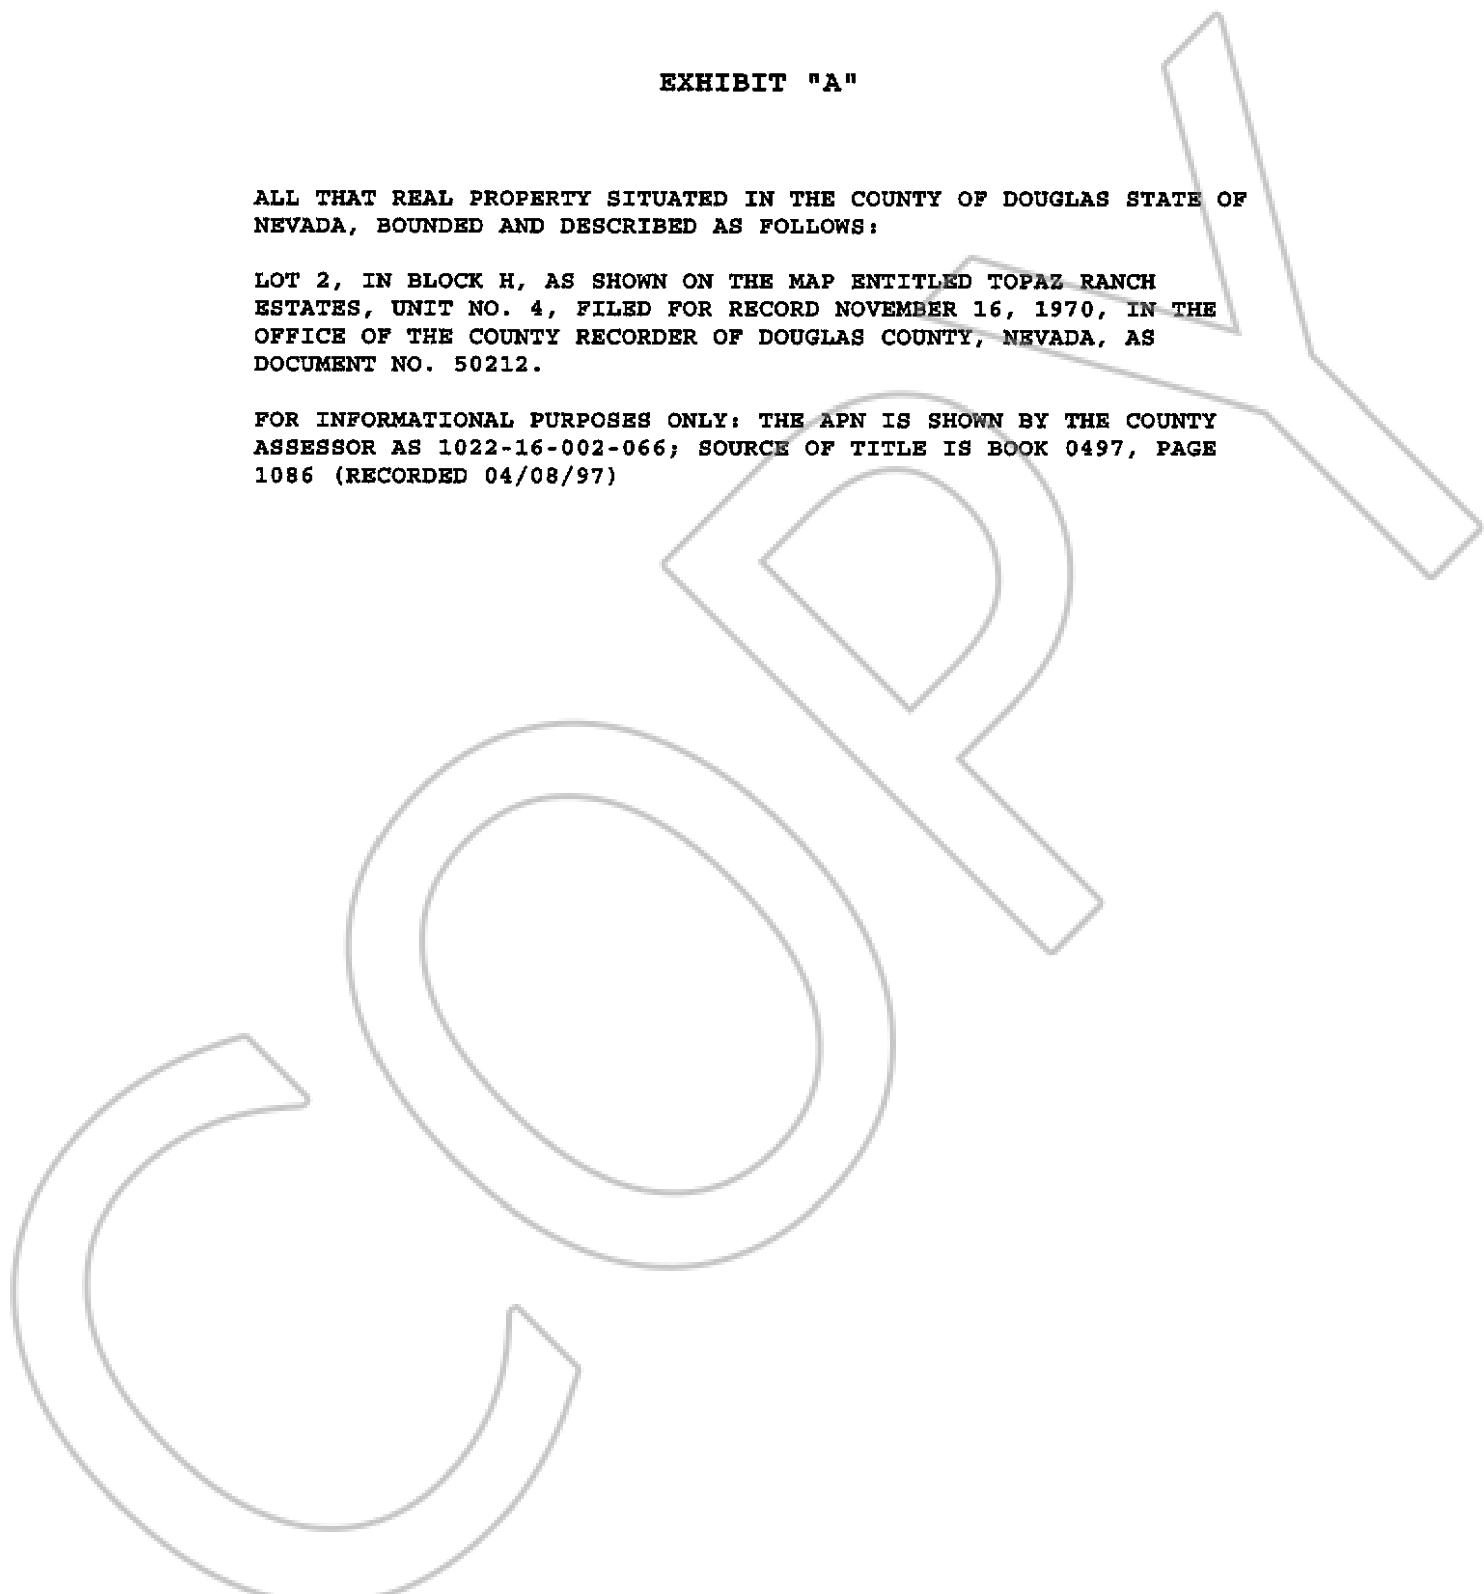 EXHIBIT "A"
ALL THAT REAL PROPERTY SITUATED IN THE COUNTY OF DOUGLAS STATE OF
NEVADA, BOUNDED AND DESCRIBED AS FOLLOWS:
LOT 2, IN BLOCK H, AS SHOWN ON THE MAP ENTITLED TOPAZ RANCH
ESTATES, UNIT NO. 4, FILED FOR RECORD NOVEMBER 16, 1970, IN THE
OFFICE OF THE COUNTY RECORDER OF DOUGLAS COUNTY, NEVADA, AS
DOCUMENT NO. 50212.
FOR INFORMATIONAL PURPOSES ONLY: THE APN IS SHOWN BY THE COUNTY
ASSESSOR AS 1022-16-002-066; SOURCE OF TITLE IS BOOK 0497, PAGE
1086 (RECORDED 04/08/97)
COPY